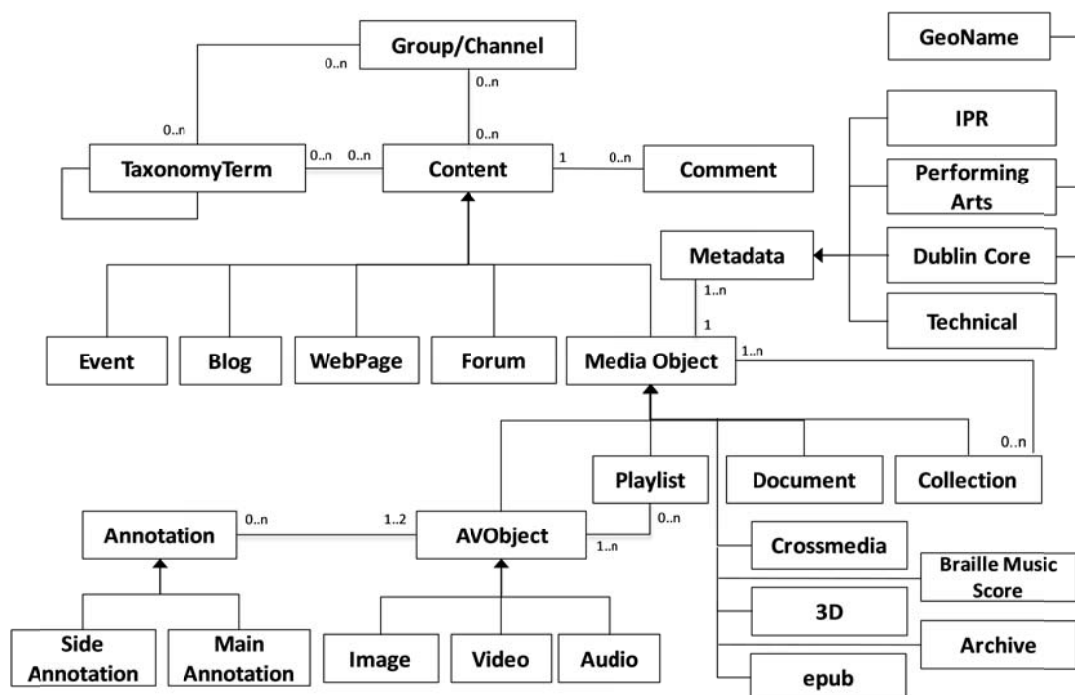 Group/Channel
GeoName
0..n
0..n
IPR
0..n
0..n
TaxonomyTerm
0..n
0..n
Content
1
0..n
Comment
Performing
Arts
Metadata
Dublin Core
1..n
1
Technical
Event
Blog
WebPage
Forum
Media Object
1..n
0..n
Playlist
Document
Collection
Annotation
0..n
1..2
AVObject
0..n
1..n
Crossmedia
Braille Music
Score
3D
Side
Annotation
Main
Annotation
Image
Video
Audio
Archive
epub